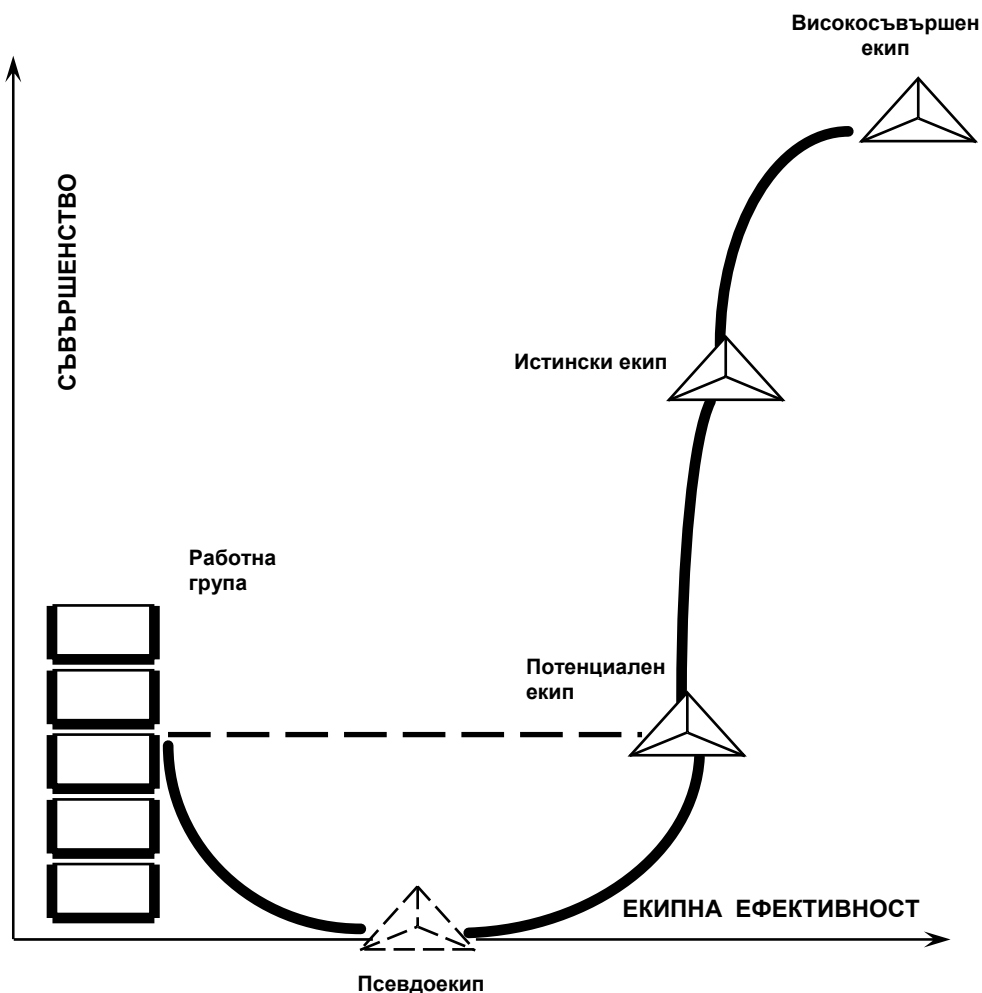 Високосъвършен
екип
СЪВЪРШЕНСТВО
Истински екип
Работна
група
Потенциален
екип
ЕКИПНА ЕФЕКТИВНОСТ
Псевдоекип